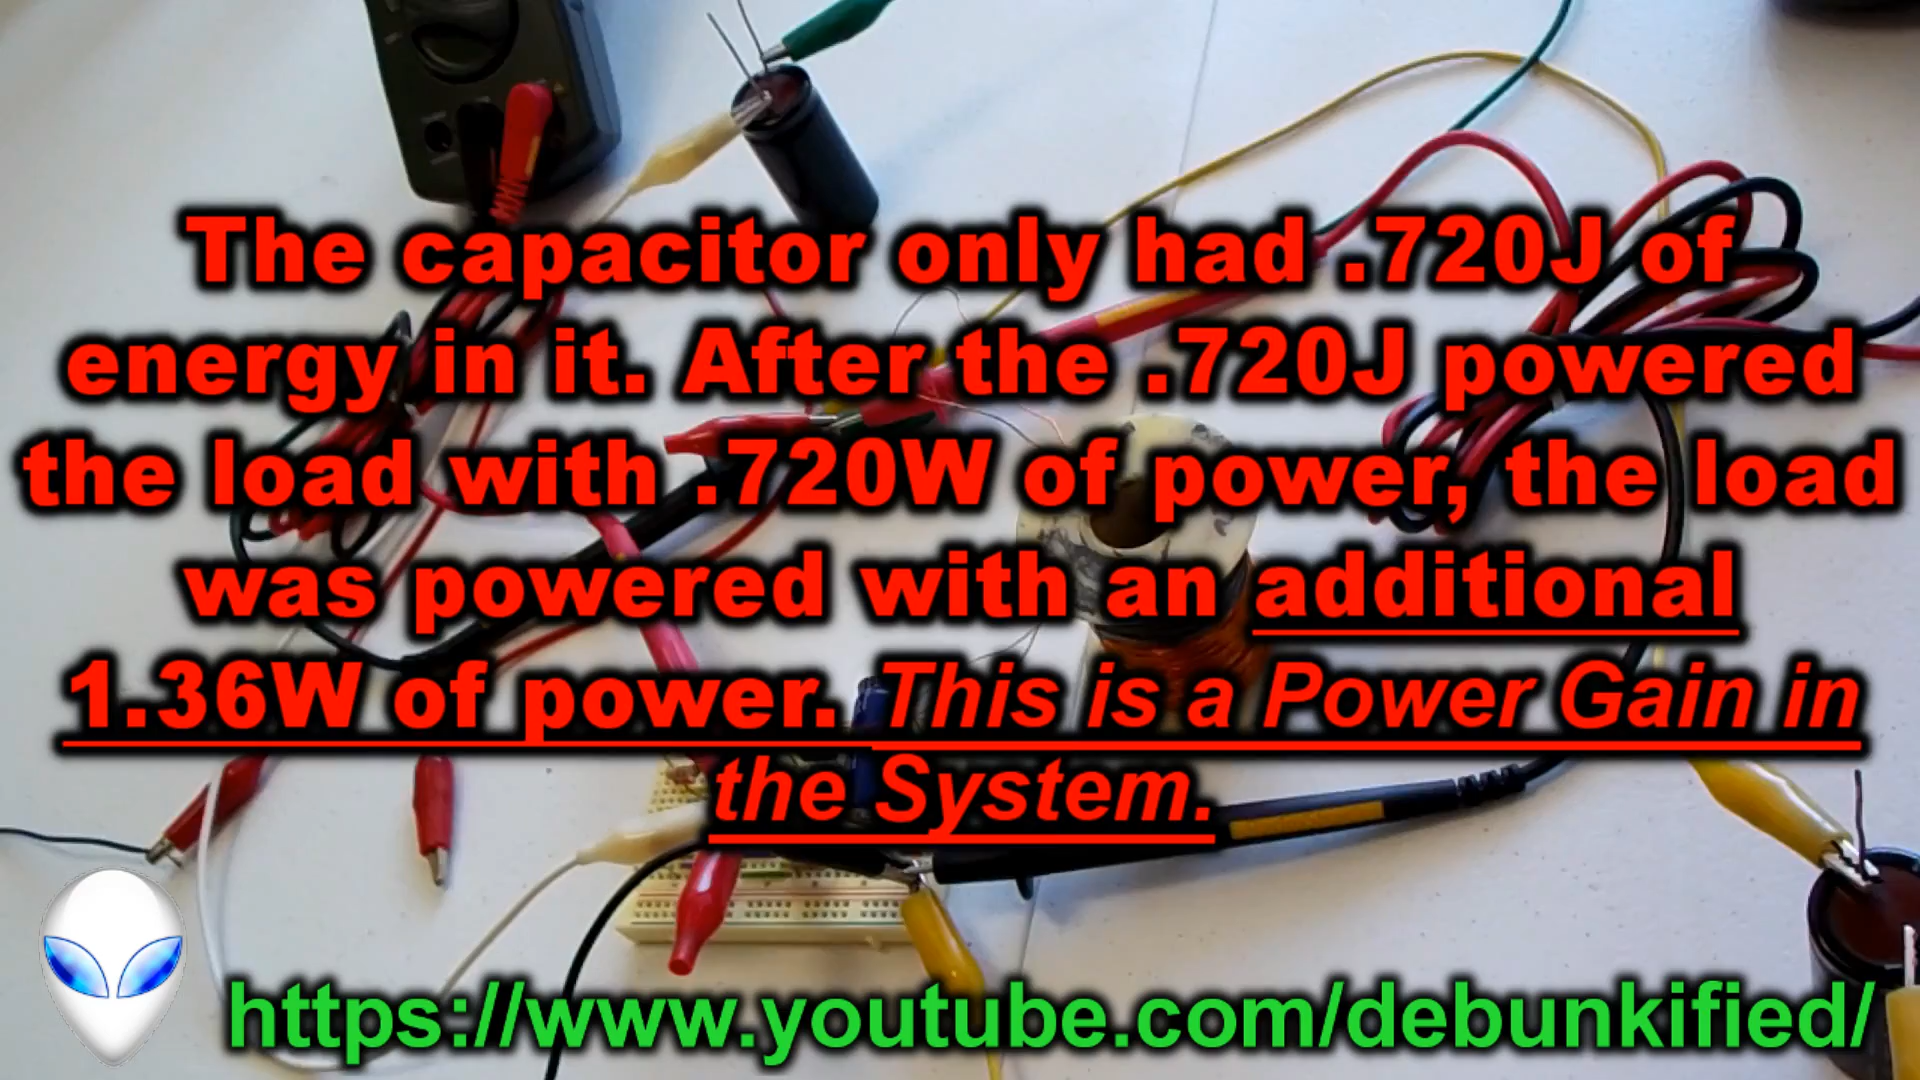 The capacitor only had .720J of
energy in it. After the .720J powered
the load with .720W of power, the load
was powered with an additional
1.36W of power. This is a Power Gain in
the System.
https://www.youtube.com/debunkified/